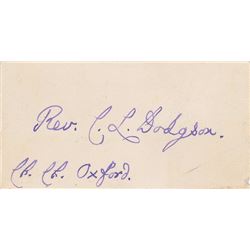 Rev. C. L. Dodgson.
Ch. Ch. Oxford.